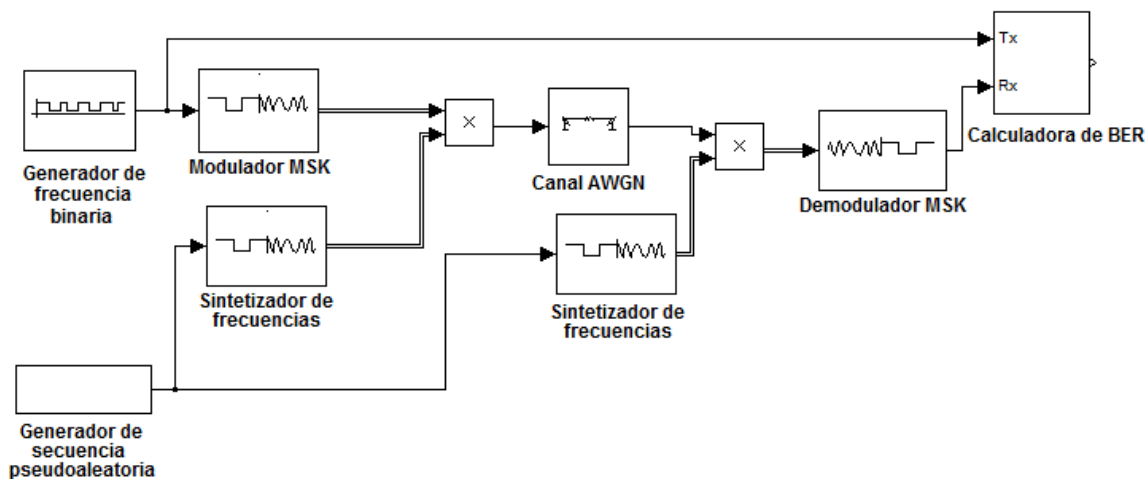 Tx
Rx
Calculadora de BER
Generador de
frecuencia
binaria
Modulador MSK
×
Canal AWGN
×
Demodulador MSK
Sintetizador de
frecuencias
Sintetizador de
frecuencias
Generador de
secuencia
pseudoaleatoria